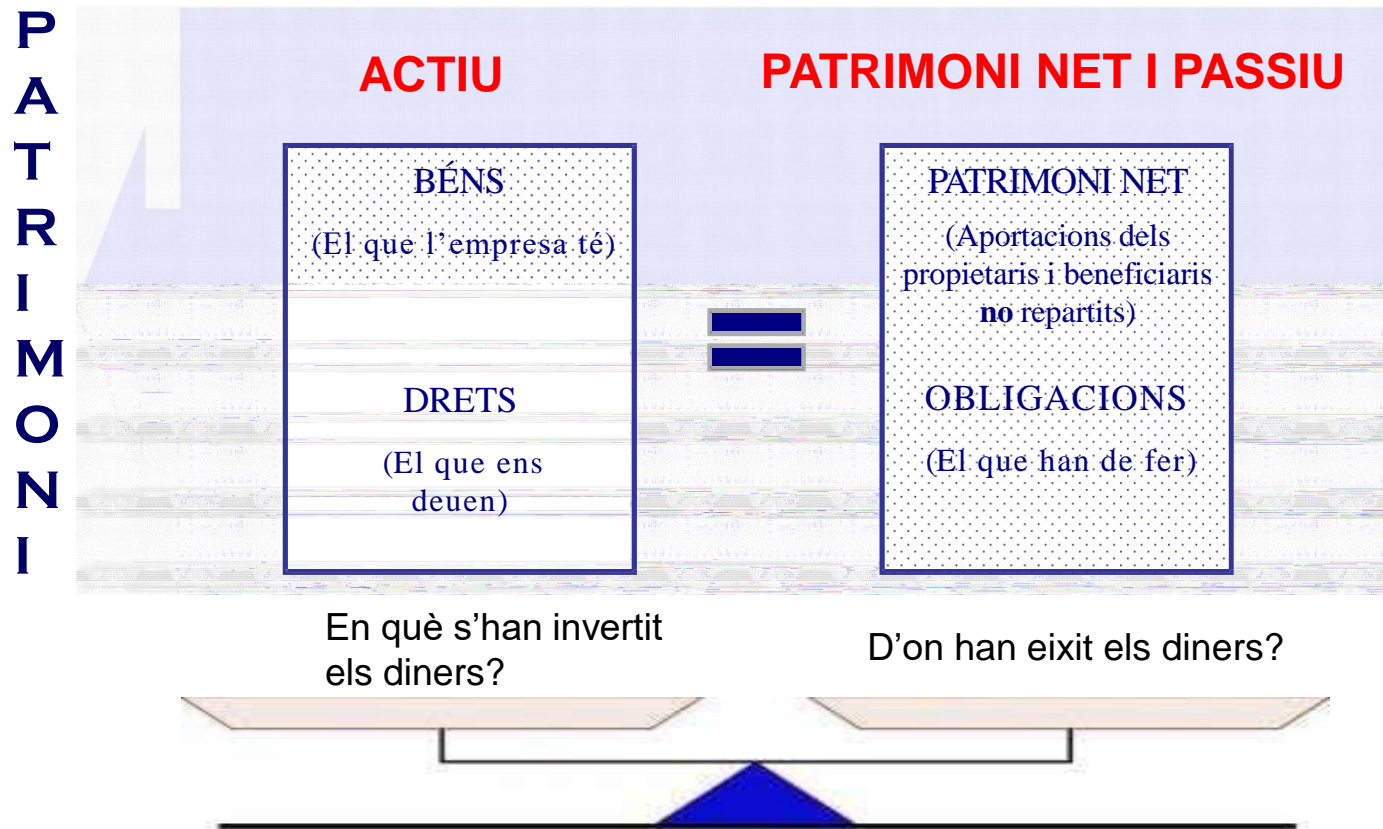 PATRIMONI
ACTIU
PATRIMONI NET I PASSIU
BÉNS
(El que l’empresa té)
DRETS
(El que ens
deuen)
PATRIMONI NET
(Aportacions dels
propietaris i beneficiaris
no repartits)
OBLIGACIONS
(El que han de fer)
En què s’han invertit
els diners?
D’on han eixit els diners?